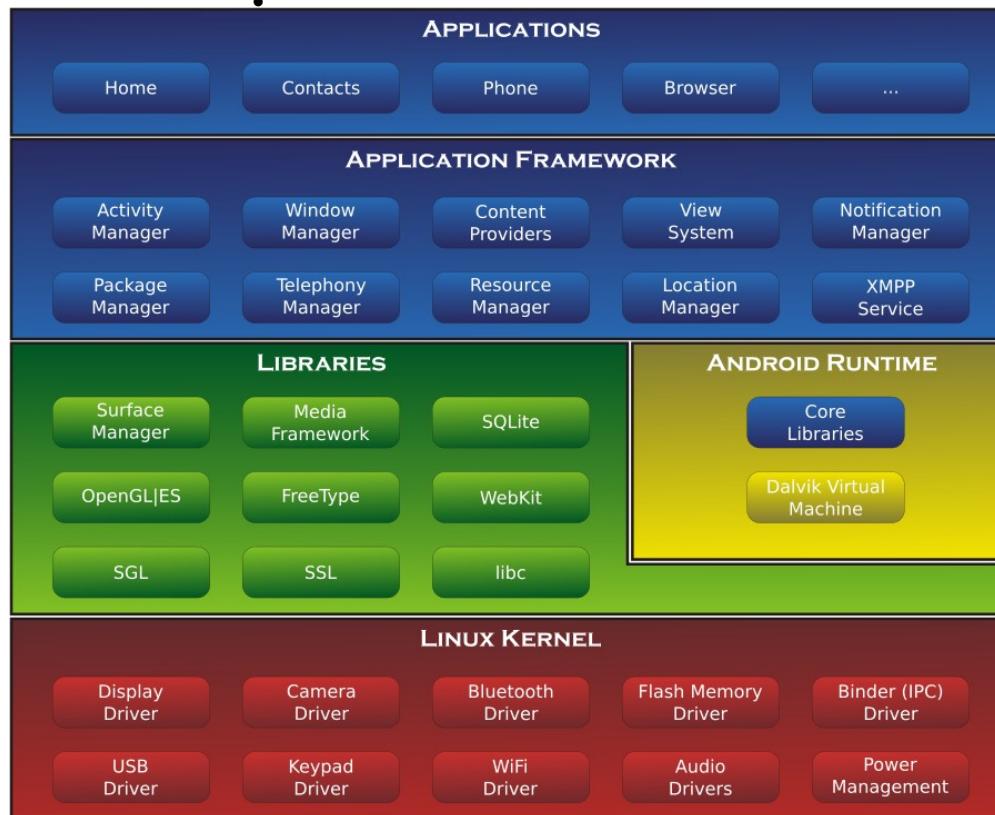 APPLICATIONS
Home Contacts Phone Browser ...
APPLICATION FRAMEWORK
Activity
Manager
Window
Manager
Content
Providers
View
System
Notification
Manager
Package
Manager
Telephony
Manager
Resource
Manager
Location
Manager
XMPP
Service
LIBRARIES
Surface
Manager
Media
Framework
SQLite
OpenGL|ES
FreeType
WebKit
SGL
SSL
libc
ANDROID RUNTIME
Core
Libraries
Dalvik Virtual
Machine
LINUX KERNEL
Display
Driver
Camera
Driver
Bluetooth
Driver
Flash Memory
Driver
Binder (IPC)
Driver
USB
Driver
Keypad
Driver
WiFi
Driver
Audio
Drivers
Power
Management